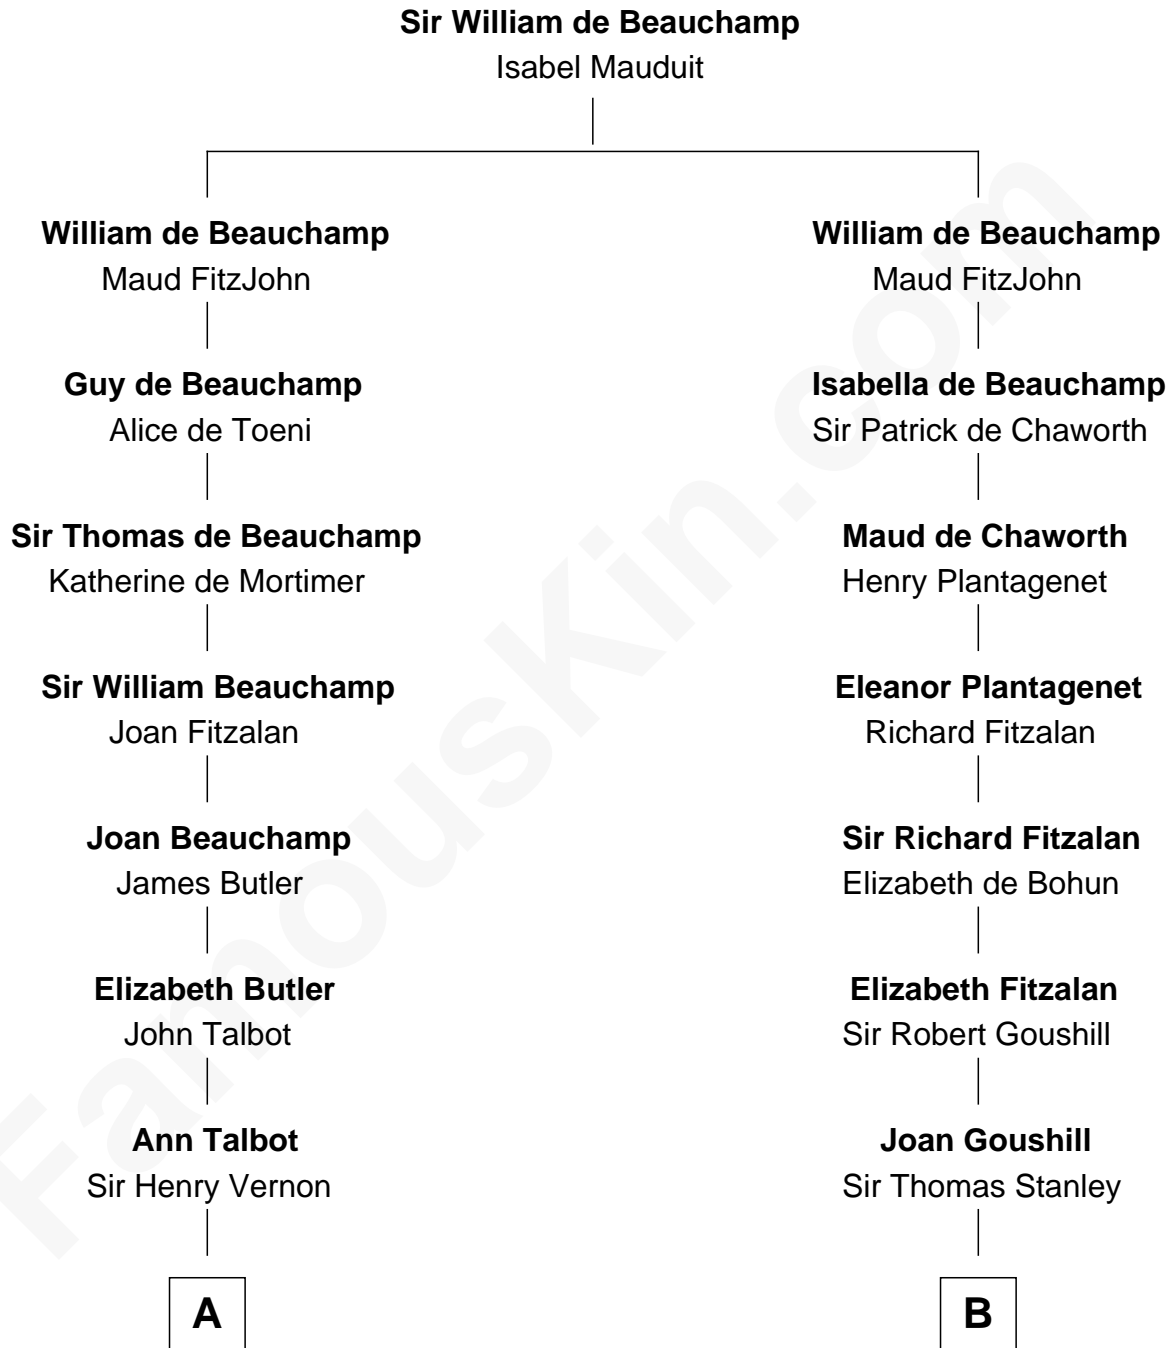 Sir William de Beauchamp
Isabel Mauduit
William de Beauchamp
Maud FitzJohn
William de Beauchamp
Maud FitzJohn
Guy de Beauchamp
Alice de Toeni
Isabella de Beauchamp
Sir Patrick de Chaworth
Sir Thomas de Beauchamp
Katherine de Mortimer
Maud de Chaworth
Henry Plantagenet
Sir William Beauchamp
Joan Fitzalan
Eleanor Plantagenet
Richard Fitzalan
Joan Beauchamp
James Butler
Sir Richard Fitzalan
Elizabeth de Bohun
Elizabeth Butler
John Talbot
Elizabeth Fitzalan
Sir Robert Goushill
Ann Talbot
Sir Henry Vernon
Joan Goushill
Sir Thomas Stanley
A
B
FamousKin.com